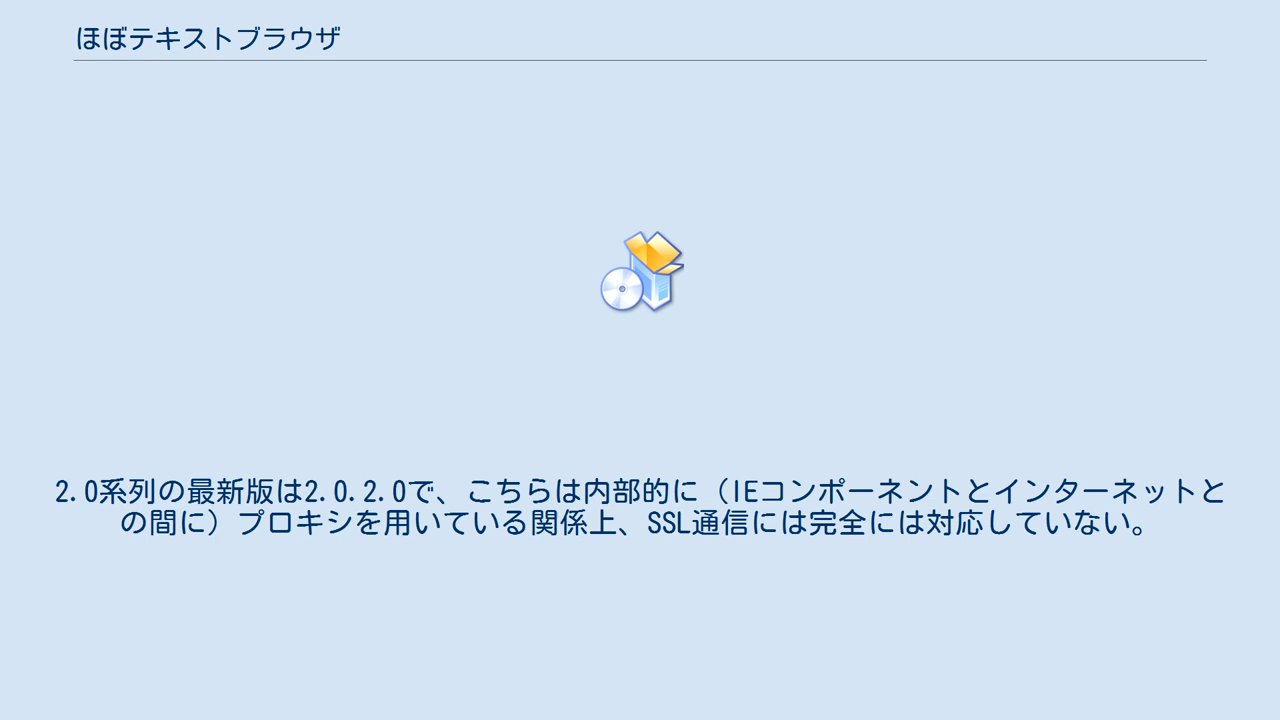 ほぼテキストブラウザ
2.0系列の最新版は2.0.2.0で、こちらは内部的に（IEコンポーネントとインターネットと
の間に）プロキシを用いている関係上、SSL通信には完全には対応していない。